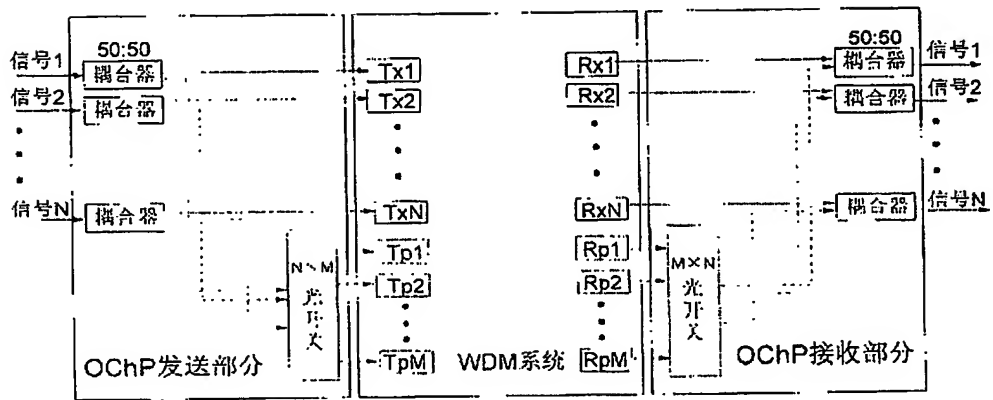 50:50
信号1
耦合器
信号2
耦合器
信号N
耦合器
N×M
光开关
OChP发送部分
Tx1
Tx2
TxN
Tp1
Tp2
TpM
Rx1
Rx2
RxN
Rp1
Rp2
RpM
WDM系统
M×N
光开关
50:50
耦合器
信号1
耦合器
信号2
耦合器
信号N
OChP接收部分